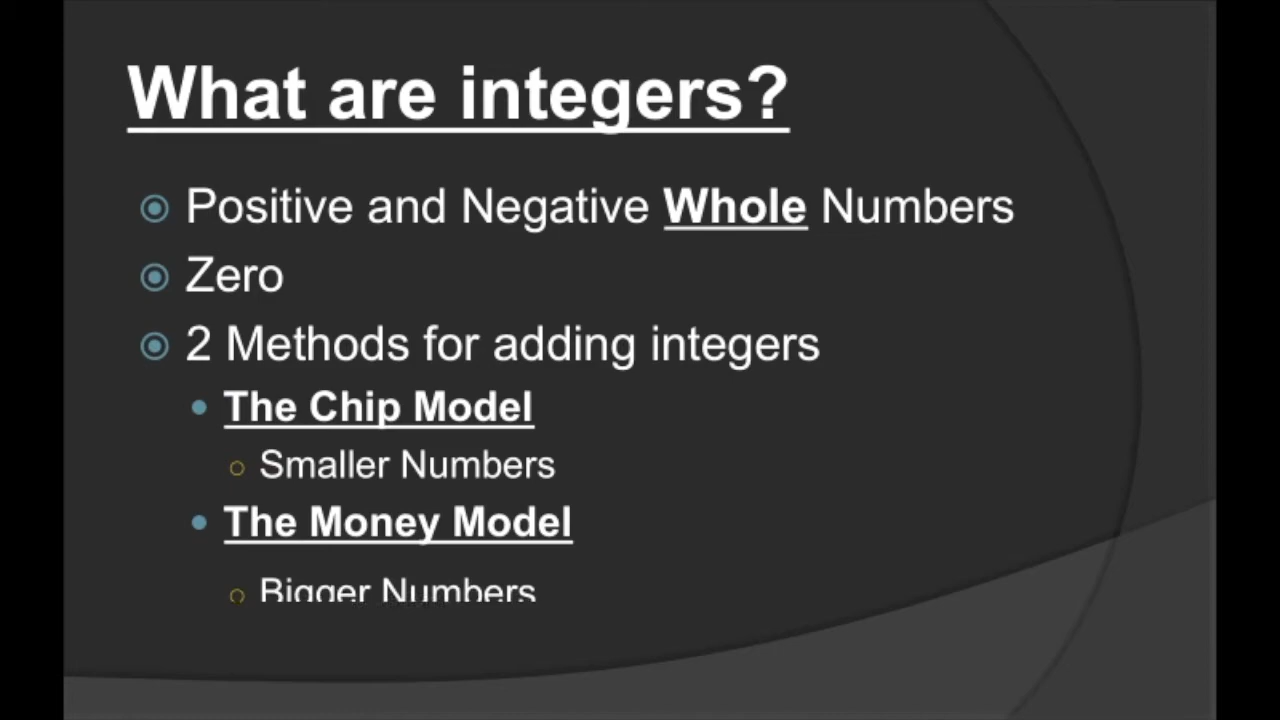 What are integers?
Positive and Negative Whole Numbers
Zero
2 Methods for adding integers
The Chip Model
Smaller Numbers
The Money Model
Bigger Numbers